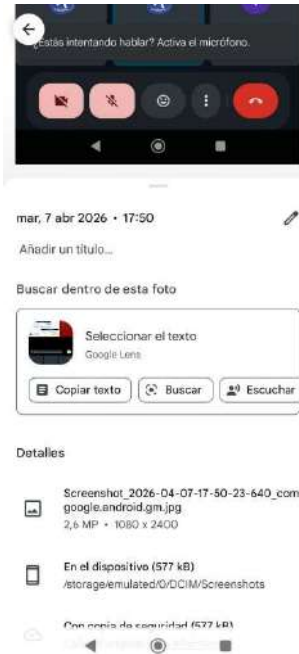 ¿Estás intentando hablar? Activa el micrófono.
mar, 7 abr 2026 • 17:50
Añadir un título...
Buscar dentro de esta foto
Seleccionar el texto
Google Lens
Copiar texto
Buscar
Escuchar
Detalles
Screenshot_2026-04-07-17-50-23-640_com
google.android.gm.jpg
2,6 MP • 1080 x 2400
En el dispositivo (577 kB)
/storage/emulated/0/DCIM/Screenshots
Con copia de seguridad (577 kB)